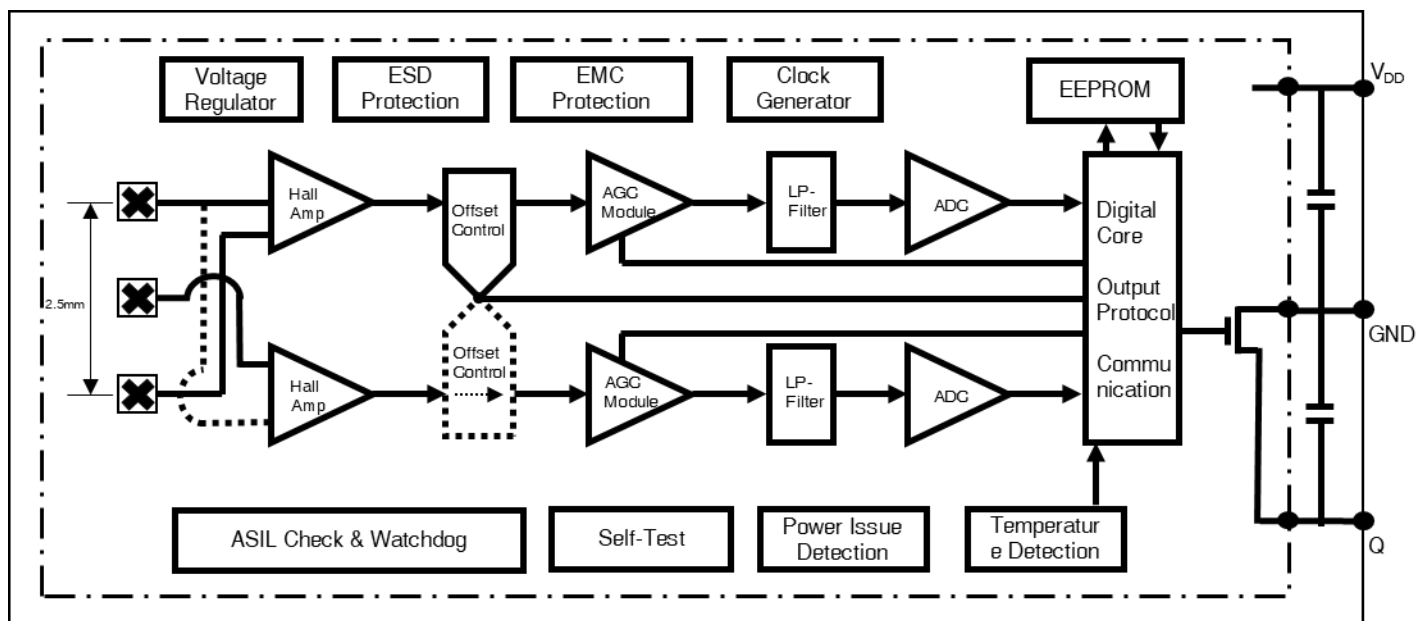 Voltage
Regulator
ESD
Protection
EMC
Protection
Clock
Generator
EEPROM
VDD
Hall
Amp
Offset
Control
AGC
Module
LP-
Filter
ADC
Digital
Core
Output
Protocol
Commu
nication
2.5mm
GND
Hall
Amp
Offset
Control
AGC
Module
LP-
Filter
ADC
ASIL Check & Watchdog
Self-Test
Power Issue
Detection
Temperatur
e Detection
Q